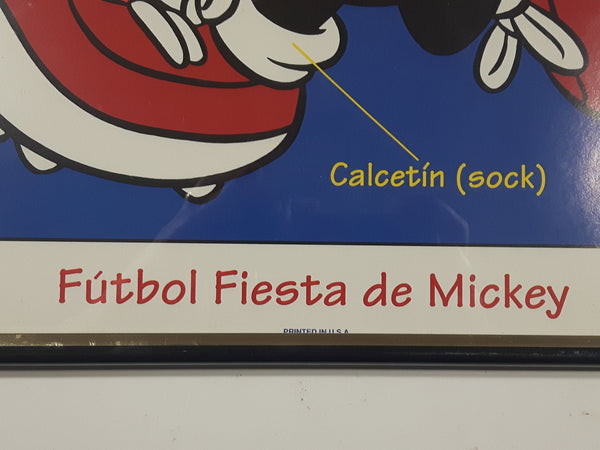 Calcetín (sock)
Fútbol Fiesta de Mickey
PRINTED IN U.S.A.